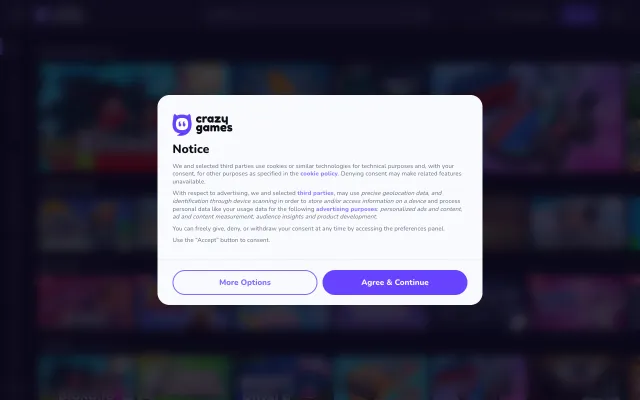 crazy
games
Notice
We and selected third parties use cookies or similar technologies for technical purposes and, with your
consent, for other purposes as specified in the cookie policy. Denying consent may make related features
unavailable.
With respect to advertising, we and selected third parties, may use precise geolocation data, and
identification through device scanning in order to store and/or access information on a device and process
personal data like your usage data for the following advertising purposes: personalized ads and content,
ad and content measurement, audience insights and product development.
You can freely give, deny, or withdraw your consent at any time by accessing the preferences panel.
Use the "Accept" button to consent.
More Options
Agree & Continue